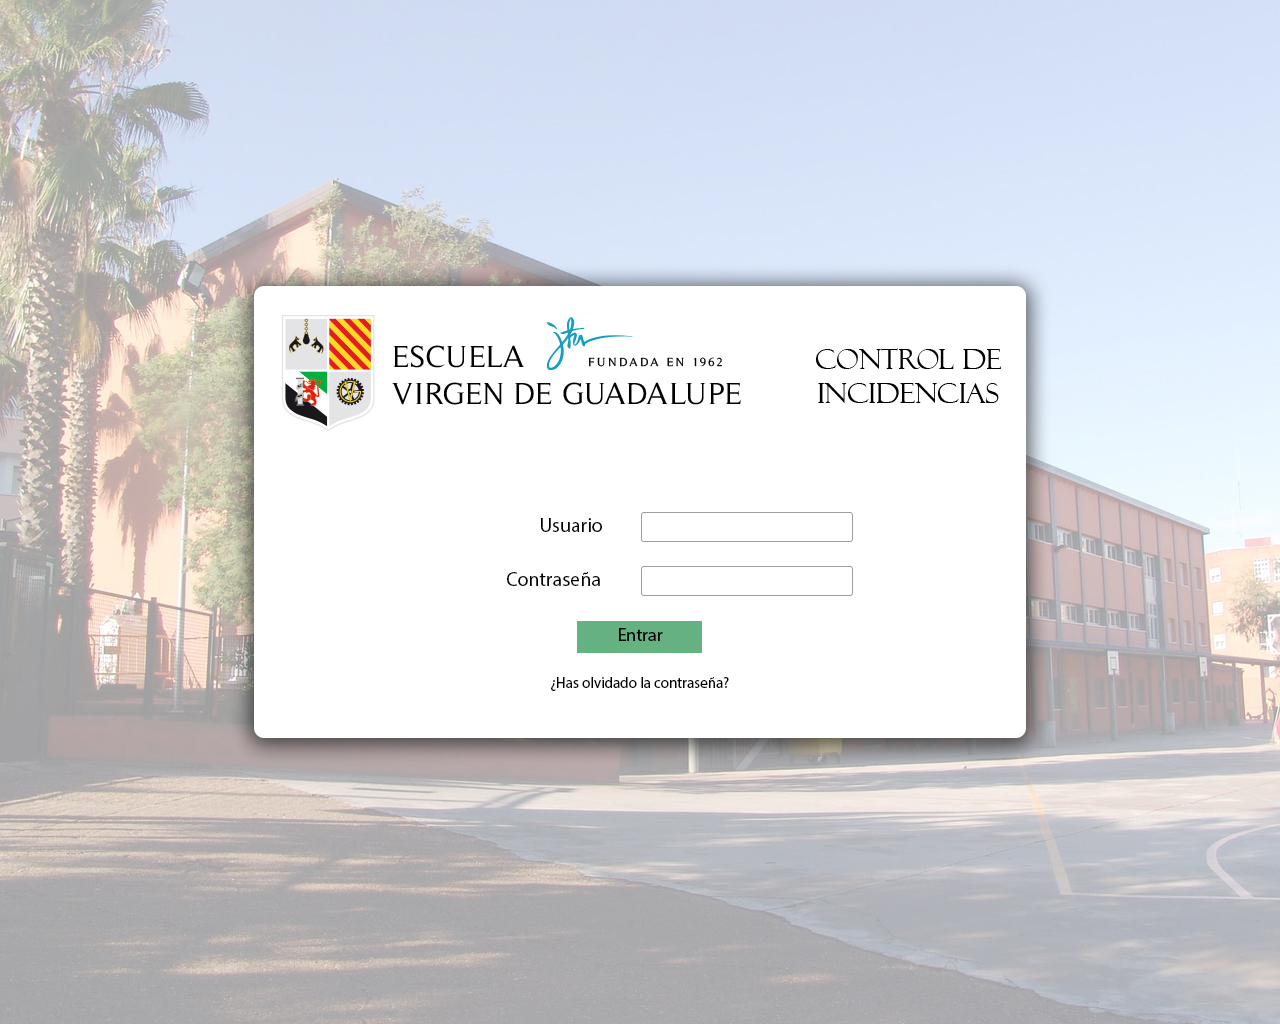 ESCUELA
FUNDADA EN 1962
VIRGEN DE GUADALUPE
CONTROL DE
INCIDENCIAS
Usuario
Contraseña
Entrar
¿Has olvidado la contraseña?